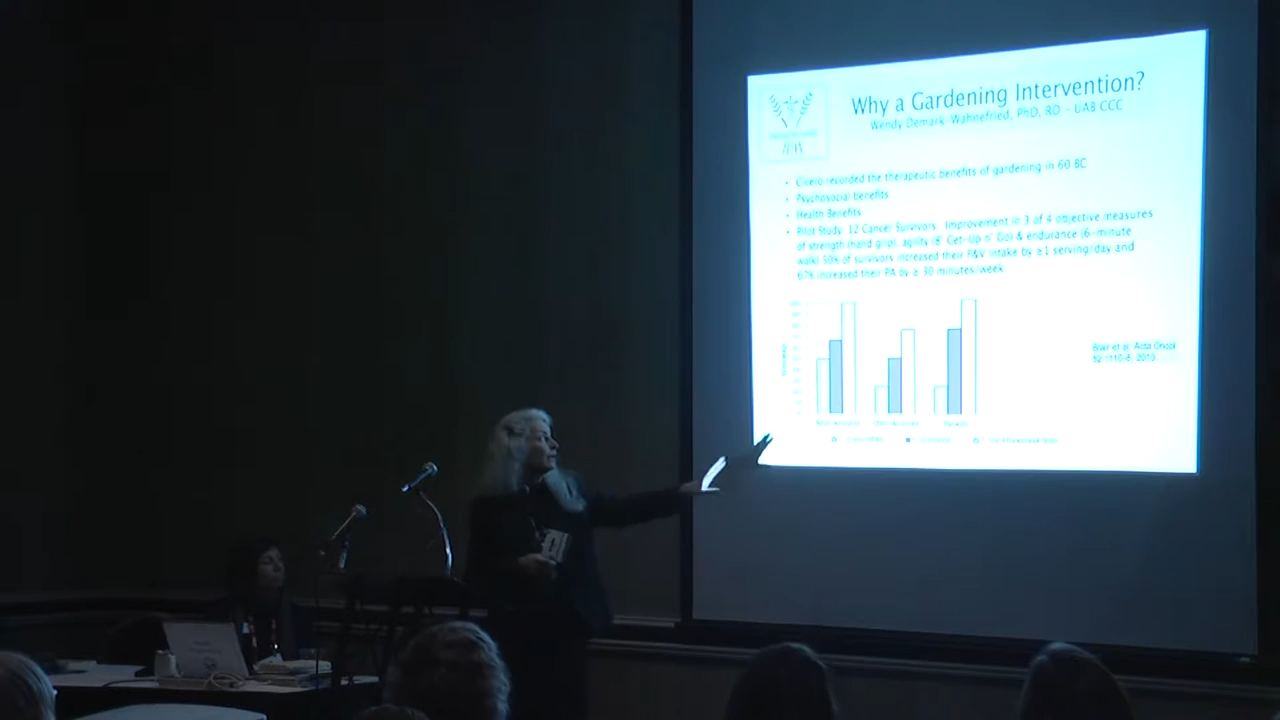 Why a Gardening Intervention?
Wendy Demark-Wahnefried, PhD, RD - UAB CCC
• Cicero recorded the therapeutic benefits of gardening in 60 BC
• Psychosocial benefits
• Health Benefits
• Pilot Study: 12 Cancer Survivors. Improvement in 3 of 4 objective measures
of strength (hand grip), agility (8' Get-Up n' Go) & endurance (6-minute
walk) 90% of survivors increased their F&V intake by ≥1 serving/day and
67% increased their PA by ≥ 30 minutes/week
Blair et al. Acta Oncol